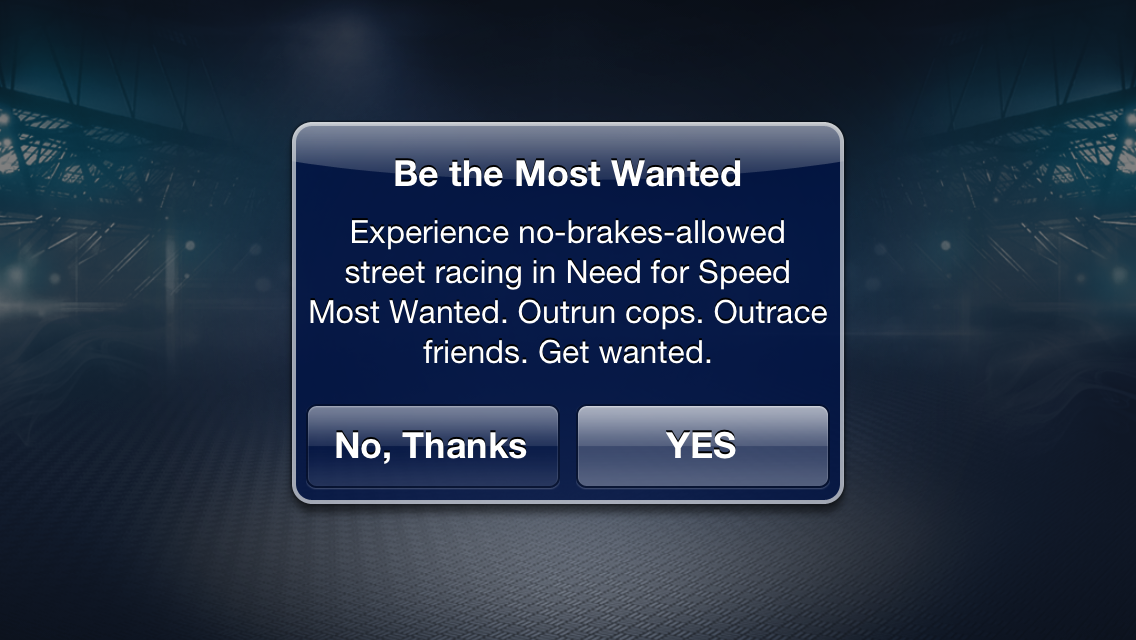 Be the Most Wanted
Experience no-brakes-allowed
street racing in Need for Speed
Most Wanted. Outrun cops. Outrace
friends. Get wanted.
No, Thanks
YES